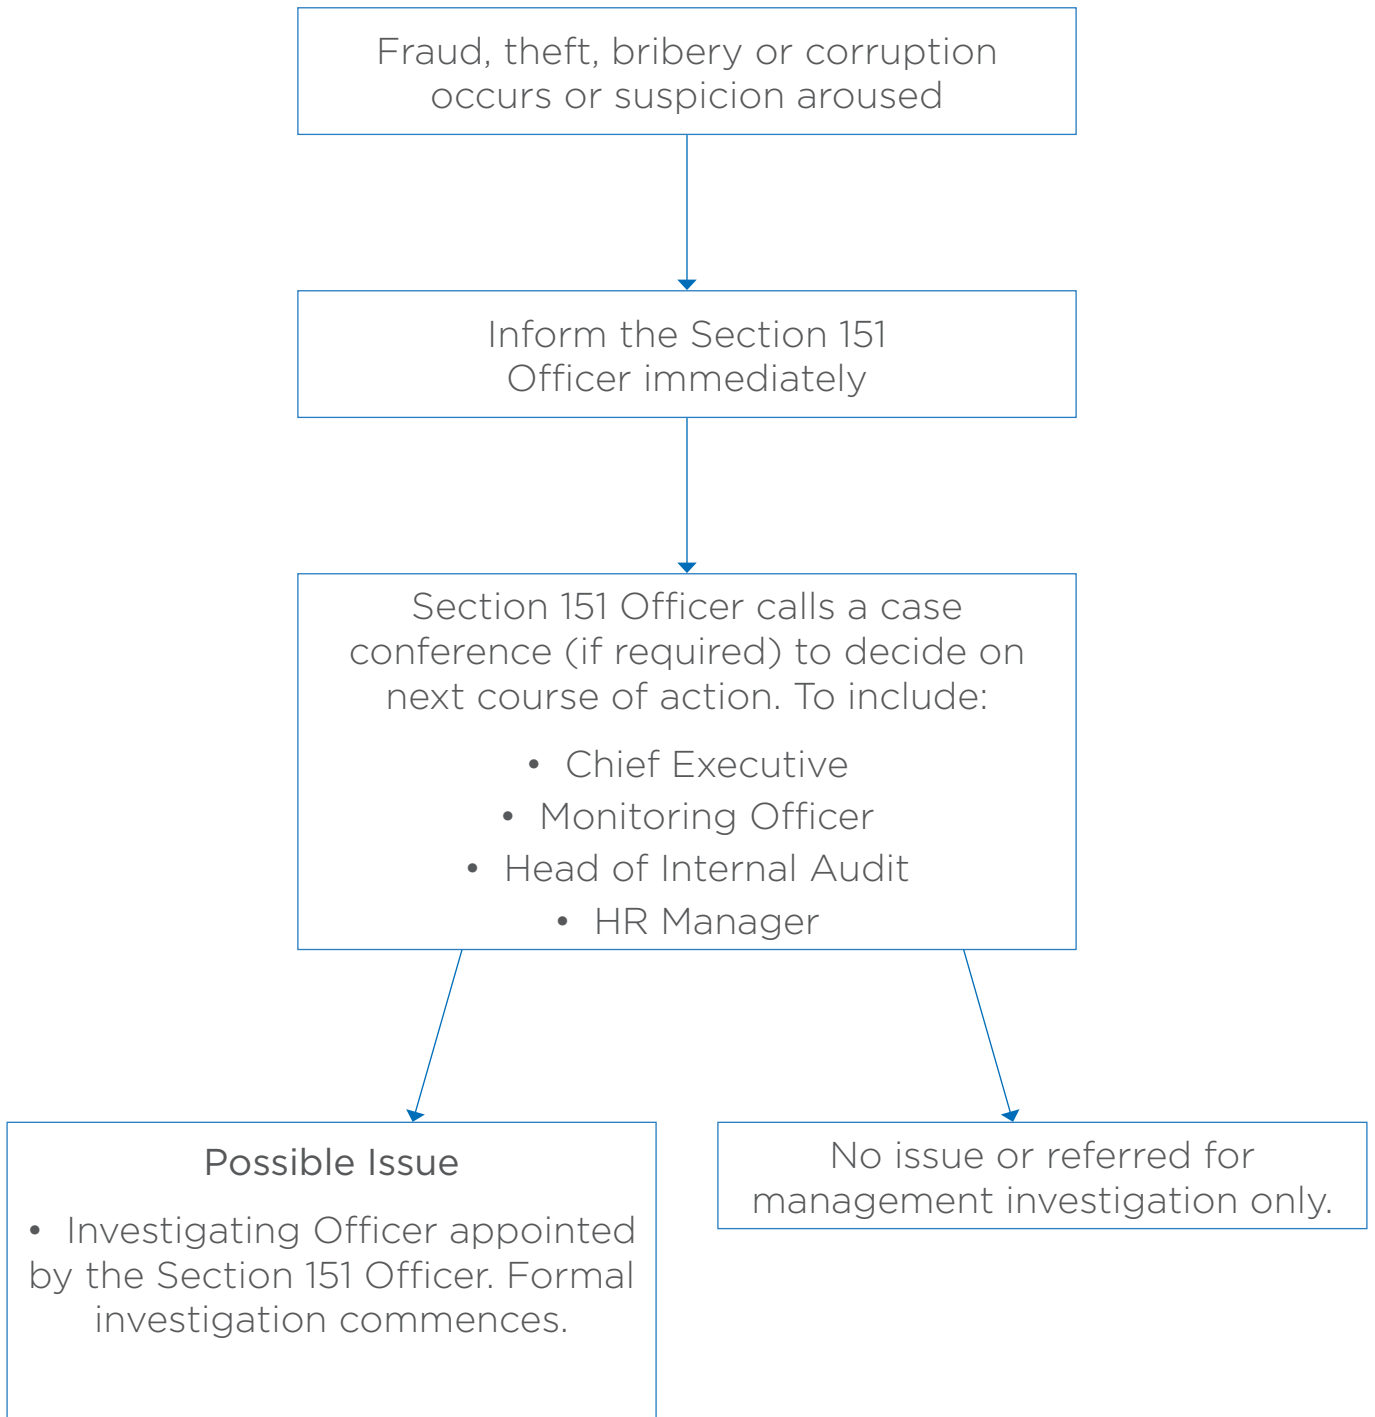 Fraud, theft, bribery or corruption
occurs or suspicion aroused
Inform the Section 151
Officer immediately
Section 151 Officer calls a case
conference (if required) to decide on
next course of action. To include:
• Chief Executive
• Monitoring Officer
• Head of Internal Audit
• HR Manager
Possible Issue
• Investigating Officer appointed
by the Section 151 Officer. Formal
investigation commences.
No issue or referred for
management investigation only.